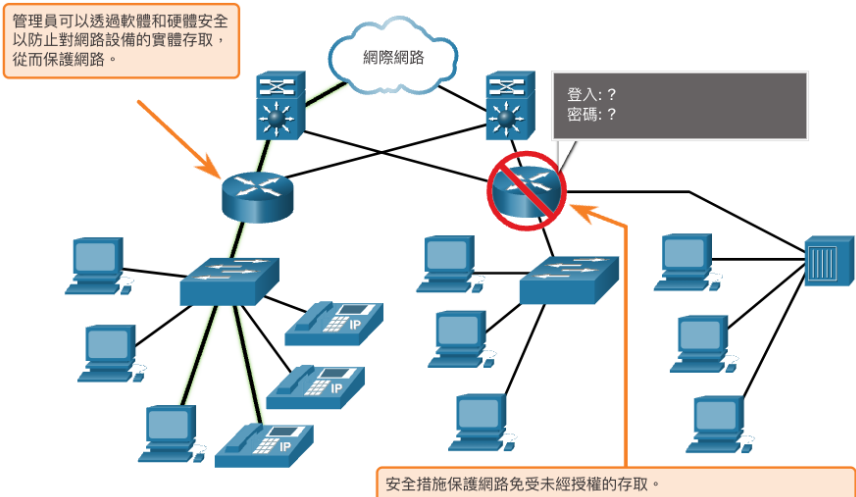 管理員可以透過軟體和硬體安全
以防止對網路設備的實體存取，
從而保護網路。
網際網路
登入: ?
密碼: ?
IP
IP
IP
安全措施保護網路免受未經授權的存取。